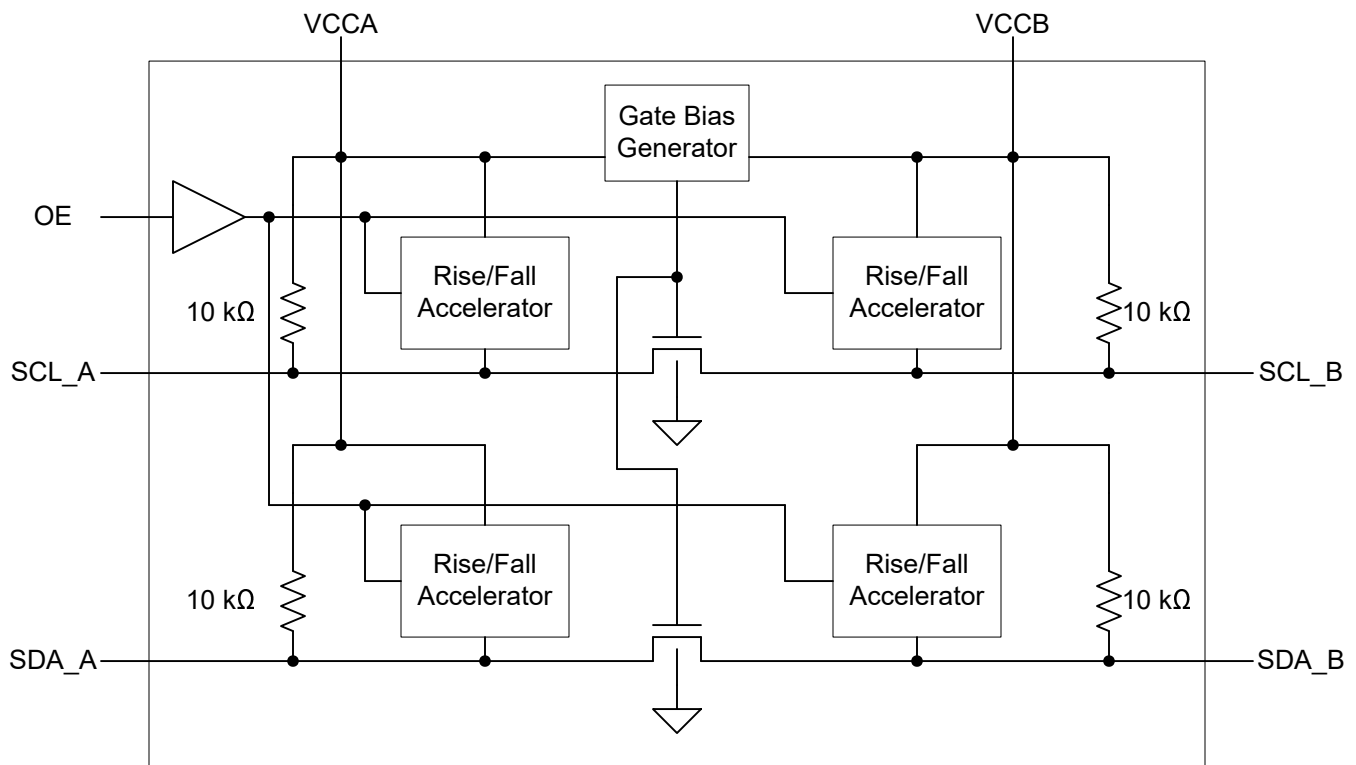 VCCA
VCCB
Gate Bias
Generator
OE
Rise/Fall
Accelerator
Rise/Fall
Accelerator
10 kΩ
10 kΩ
SCL_A
SCL_B
Rise/Fall
Accelerator
Rise/Fall
Accelerator
10 kΩ
10 kΩ
SDA_A
SDA_B